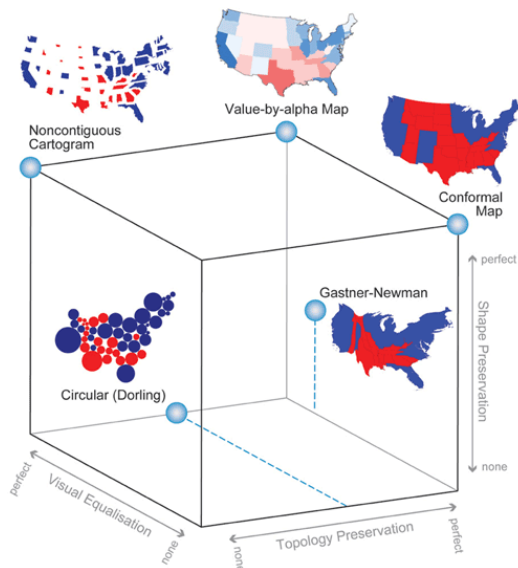 Value-by-alpha Map
Noncontiguous
Cartogram
Conformal
Map
Gastner-Newman
Circular (Dorling)
perfect
Shape Preservation
none
perfect
Visual Equalisation
none
none
Topology Preservation
perfect